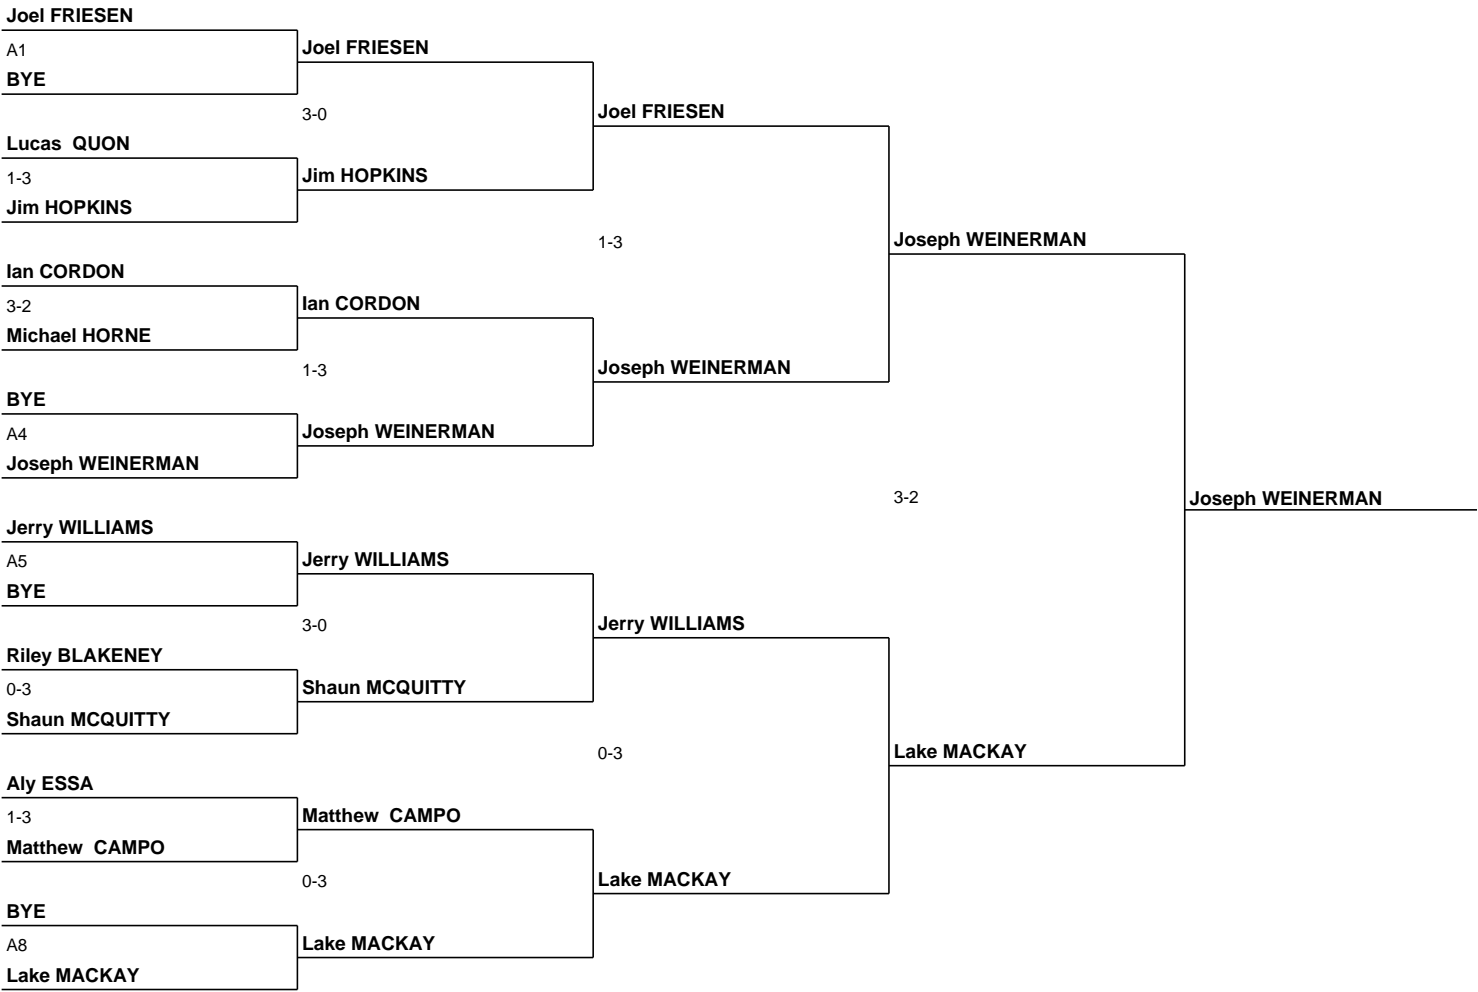 Joel FRIESEN
A1
BYE
Lucas  QUON
1-3
Jim HOPKINS
Ian CORDON
3-2
Michael HORNE
BYE
A4
Joseph WEINERMAN
Jerry WILLIAMS
A5
BYE
Riley BLAKENEY
0-3
Shaun MCQUITTY
Aly ESSA
1-3
Matthew  CAMPO
BYE
A8
Lake MACKAY
Joel FRIESEN
3-0
Jim HOPKINS
Ian CORDON
1-3
Joseph WEINERMAN
Jerry WILLIAMS
3-0
Shaun MCQUITTY
Matthew  CAMPO
0-3
Lake MACKAY
Joel FRIESEN
1-3
Joseph WEINERMAN
Jerry WILLIAMS
0-3
Lake MACKAY
Joseph WEINERMAN
3-2
Lake MACKAY
Joseph WEINERMAN